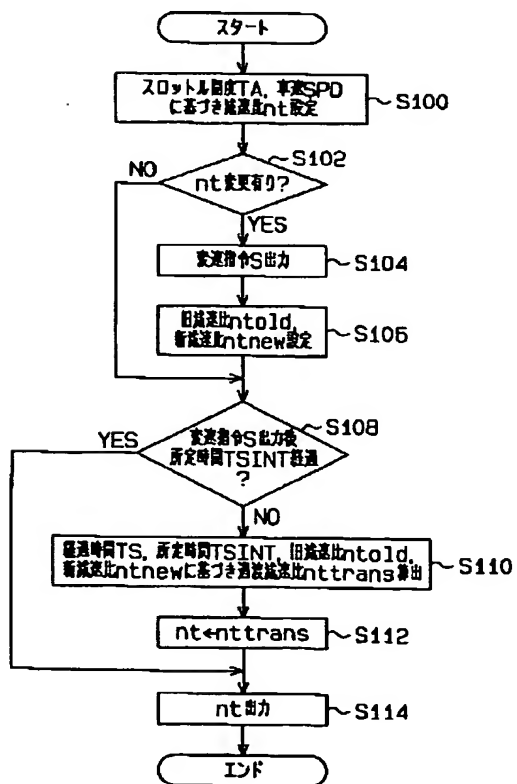 スタート
スロットル開度TA, 車速SPD
に基づき減速比nt設定
S100
S102
NO
nt変更有り?
YES
変速指令S出力
S104
旧減速比ntold,
新減速比ntnew設定
S106
S108
YES
変速指令S出力後
所定時間TSINT経過
?
NO
経過時間TS, 所定時間TSINT, 旧減速比ntold,
新減速比ntnewに基づき過渡減速比nttrans算出
S110
nt←nttrans
S112
nt出力
S114
エンド